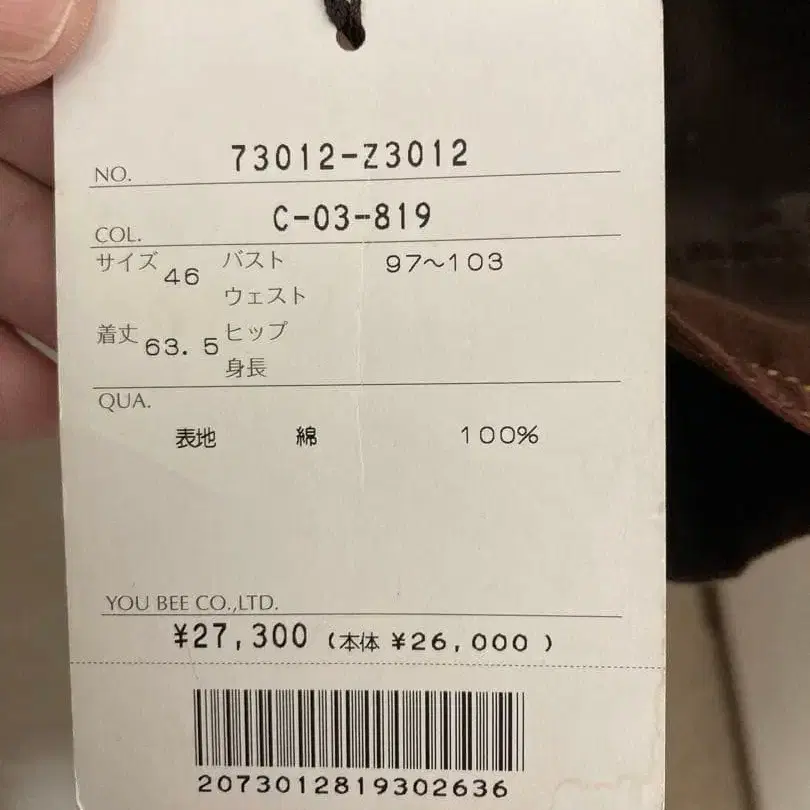 NO. 73012-Z3012
COL. C-03-819
サイズ 46 バスト 97〜103
ウェスト
着丈 63.5 ヒップ
身長
QUA.
表地 綿 100%
YOU BEE CO.,LTD.
¥27,300 (本体 ¥26,000 )
2073012819302636